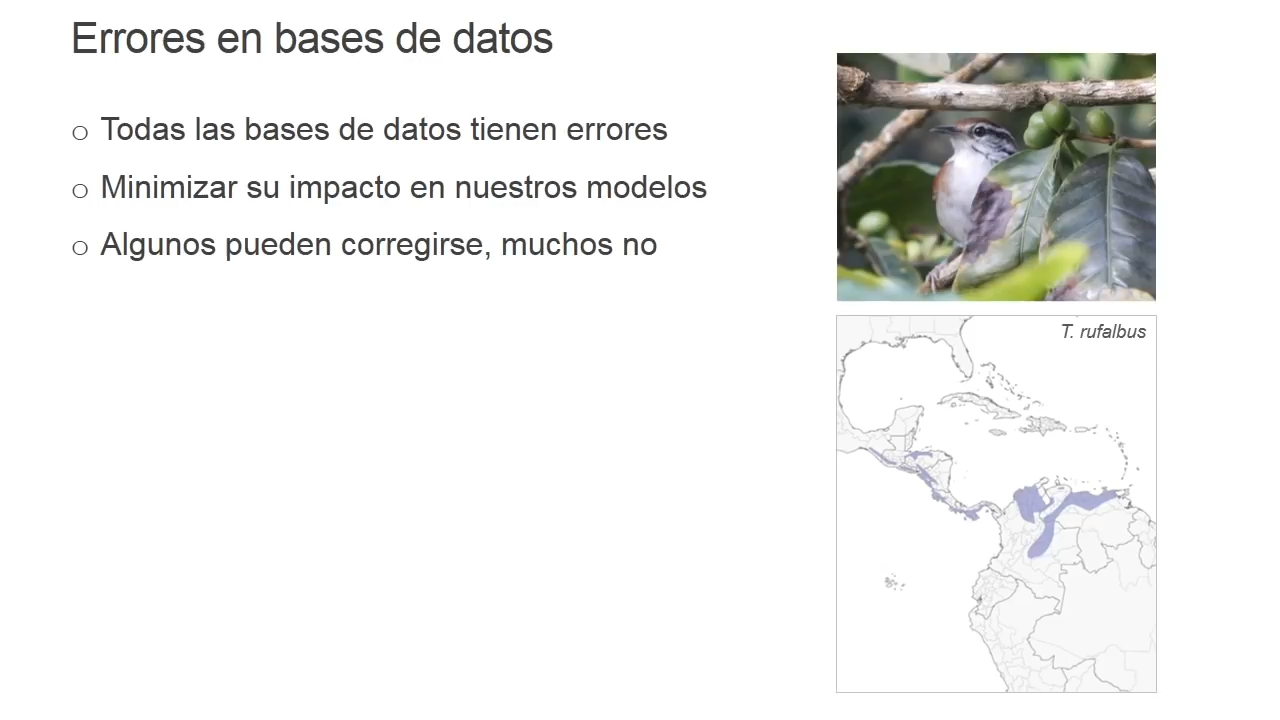 Errores en bases de datos
o Todas las bases de datos tienen errores
o Minimizar su impacto en nuestros modelos
o Algunos pueden corregirse, muchos no
T. rufalbus